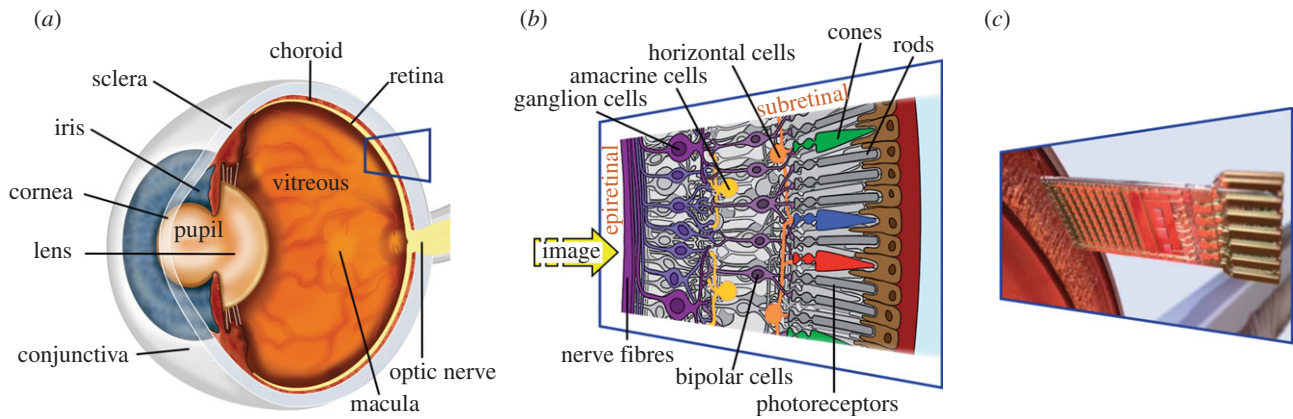 (a)
choroid
sclera
retina
iris
cornea
vitreous
pupil
lens
conjunctiva
optic nerve
macula
(b)
cones
horizontal cells
rods
amacrine cells
ganglion cells
subretinal
epiretinal
image
nerve fibres
bipolar cells
photoreceptors
(c)